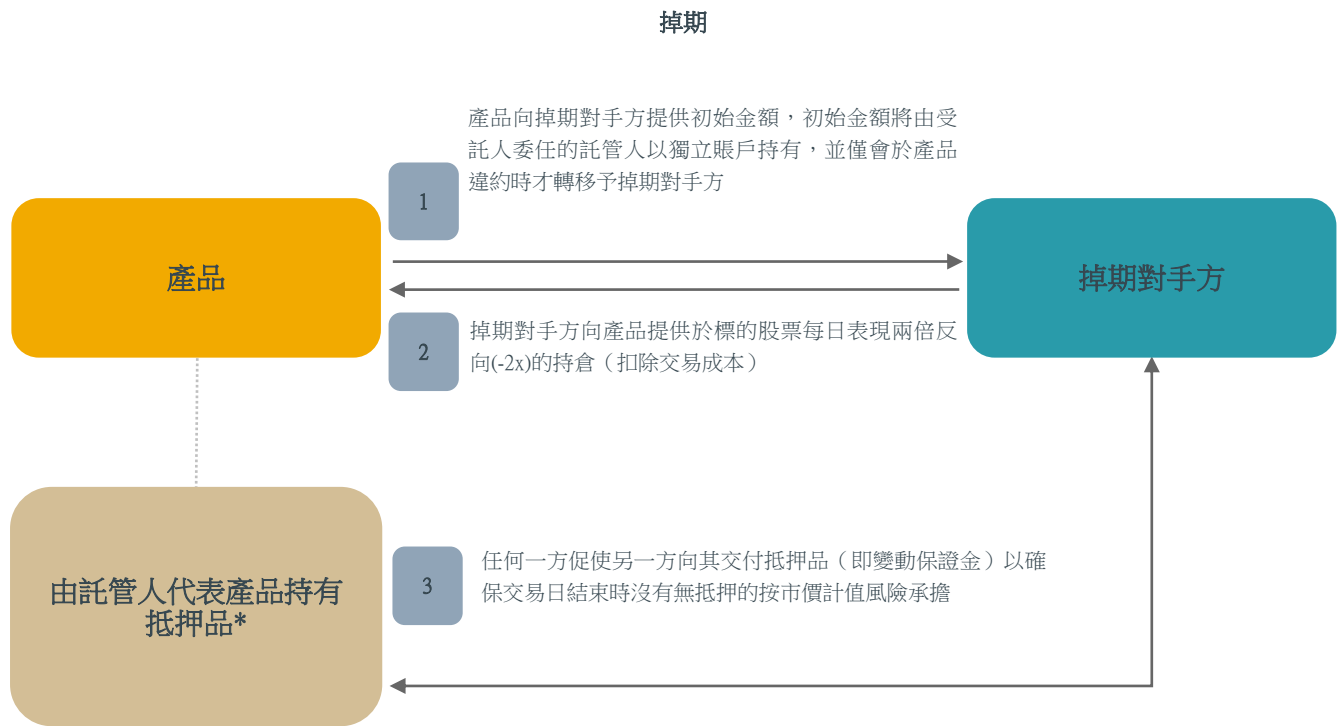 掉期
產品向掉期對手方提供初始金額，初始金額將由受
託人委任的託管人以獨立賬戶持有，並僅會於產品
違約時才轉移予掉期對手方
1
產品
掉期對手方
2
掉期對手方向產品提供於標的股票每日表現兩倍反
向(-2x)的持倉（扣除交易成本）
由託管人代表產品持有
抵押品*
3
任何一方促使另一方向其交付抵押品（即變動保證金）以確
保交易日結束時沒有無抵押的按市價計值風險承擔